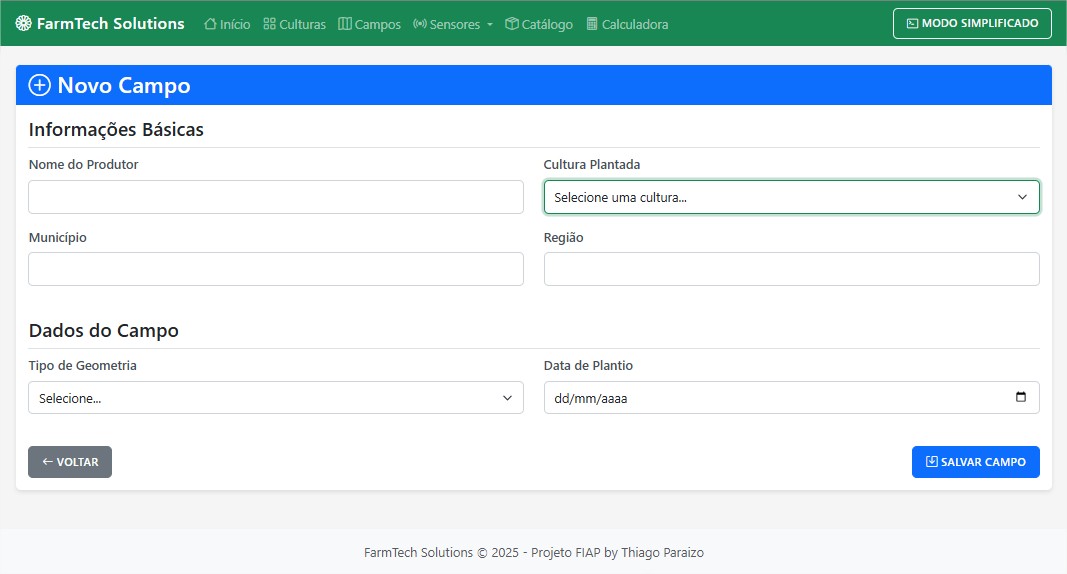 FarmTech Solutions Início Culturas Campos Sensores Catálogo Calculadora MODO SIMPLIFICADO
Novo Campo
Informações Básicas
Nome do Produtor Cultura Plantada
Selecione uma cultura...
Município Região
Dados do Campo
Tipo de Geometria Data de Plantio
Selecione... dd/mm/aaaa
VOLTAR SALVAR CAMPO
FarmTech Solutions © 2025 - Projeto FIAP by Thiago Paraizo